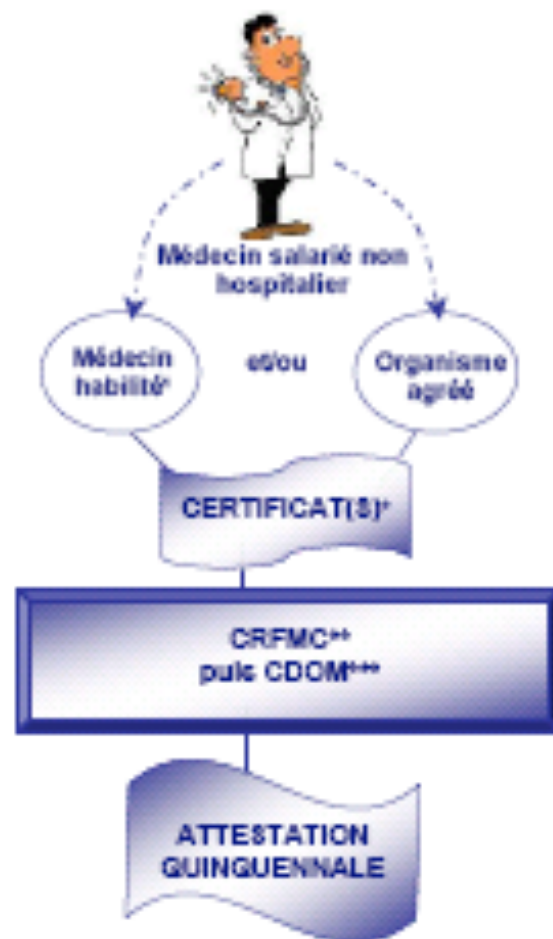 Médecin salarié non
hospitalier
Médecin
habilité*
et/ou
Organisme
agréé
CERTIFICAT(S)*
CRFMC**
puis CDOM***
ATTESTATION
QUINQUENNALE